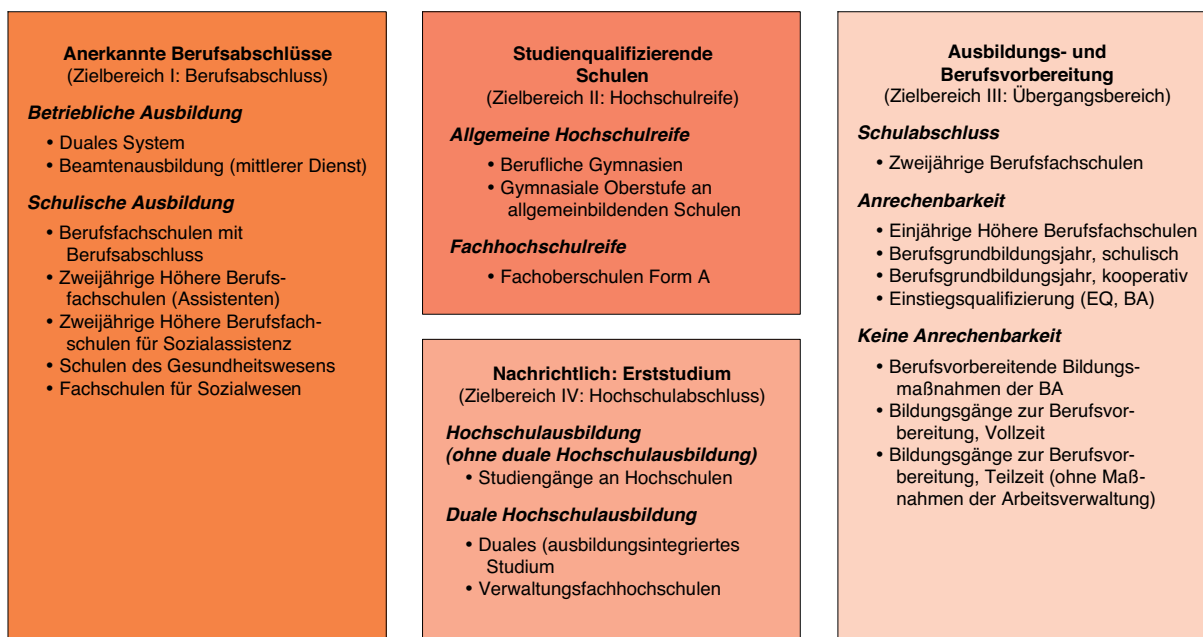 Anerkannte Berufsabschlüsse
(Zielbereich I: Berufsabschluss)
Betriebliche Ausbildung
• Duales System
• Beamtenausbildung (mittlerer Dienst)
Schulische Ausbildung
• Berufsfachschulen mit
Berufsabschluss
• Zweijährige Höhere Berufs-
fachschulen (Assistenten)
• Zweijährige Höhere Berufsfach-
schulen für Sozialassistenz
• Schulen des Gesundheitswesens
• Fachschulen für Sozialwesen
Studienqualifizierende
Schulen
(Zielbereich II: Hochschulreife)
Allgemeine Hochschulreife
• Berufliche Gymnasien
• Gymnasiale Oberstufe an
allgemeinbildenden Schulen
Fachhochschulreife
• Fachoberschulen Form A
Nachrichtlich: Erststudium
(Zielbereich IV: Hochschulabschluss)
Hochschulausbildung
(ohne duale Hochschulausbildung)
• Studiengänge an Hochschulen
Duale Hochschulausbildung
• Duales (ausbildungsintegriertes
Studium
• Verwaltungsfachhochschulen
Ausbildungs- und
Berufsvorbereitung
(Zielbereich III: Übergangsbereich)
Schulabschluss
• Zweijährige Berufsfachschulen
Anrechenbarkeit
• Einjährige Höhere Berufsfachschulen
• Berufsgrundbildungsjahr, schulisch
• Berufsgrundbildungsjahr, kooperativ
• Einstiegsqualifizierung (EQ, BA)
Keine Anrechenbarkeit
• Berufsvorbereitende Bildungs-
maßnahmen der BA
• Bildungsgänge zur Berufsvor-
bereitung, Vollzeit
• Bildungsgänge zur Berufsvor-
bereitung, Teilzeit (ohne Maß-
nahmen der Arbeitsverwaltung)